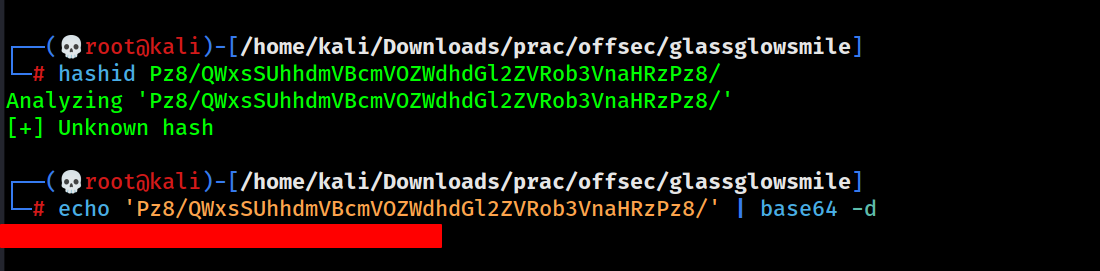 ┌──(💀root@kali)-[/home/kali/Downloads/prac/offsec/glassglowsmile]
└─# hashid Pz8/QWxsSUhhdmVBcmVOZWdhdGl2ZVRob3VnaHRzPz8/
Analyzing 'Pz8/QWxsSUhhdmVBcmVOZWdhdGl2ZVRob3VnaHRzPz8/'
[+] Unknown hash
┌──(💀root@kali)-[/home/kali/Downloads/prac/offsec/glassglowsmile]
└─# echo 'Pz8/QWxsSUhhdmVBcmVOZWdhdGl2ZVRob3VnaHRzPz8/' | base64 -d